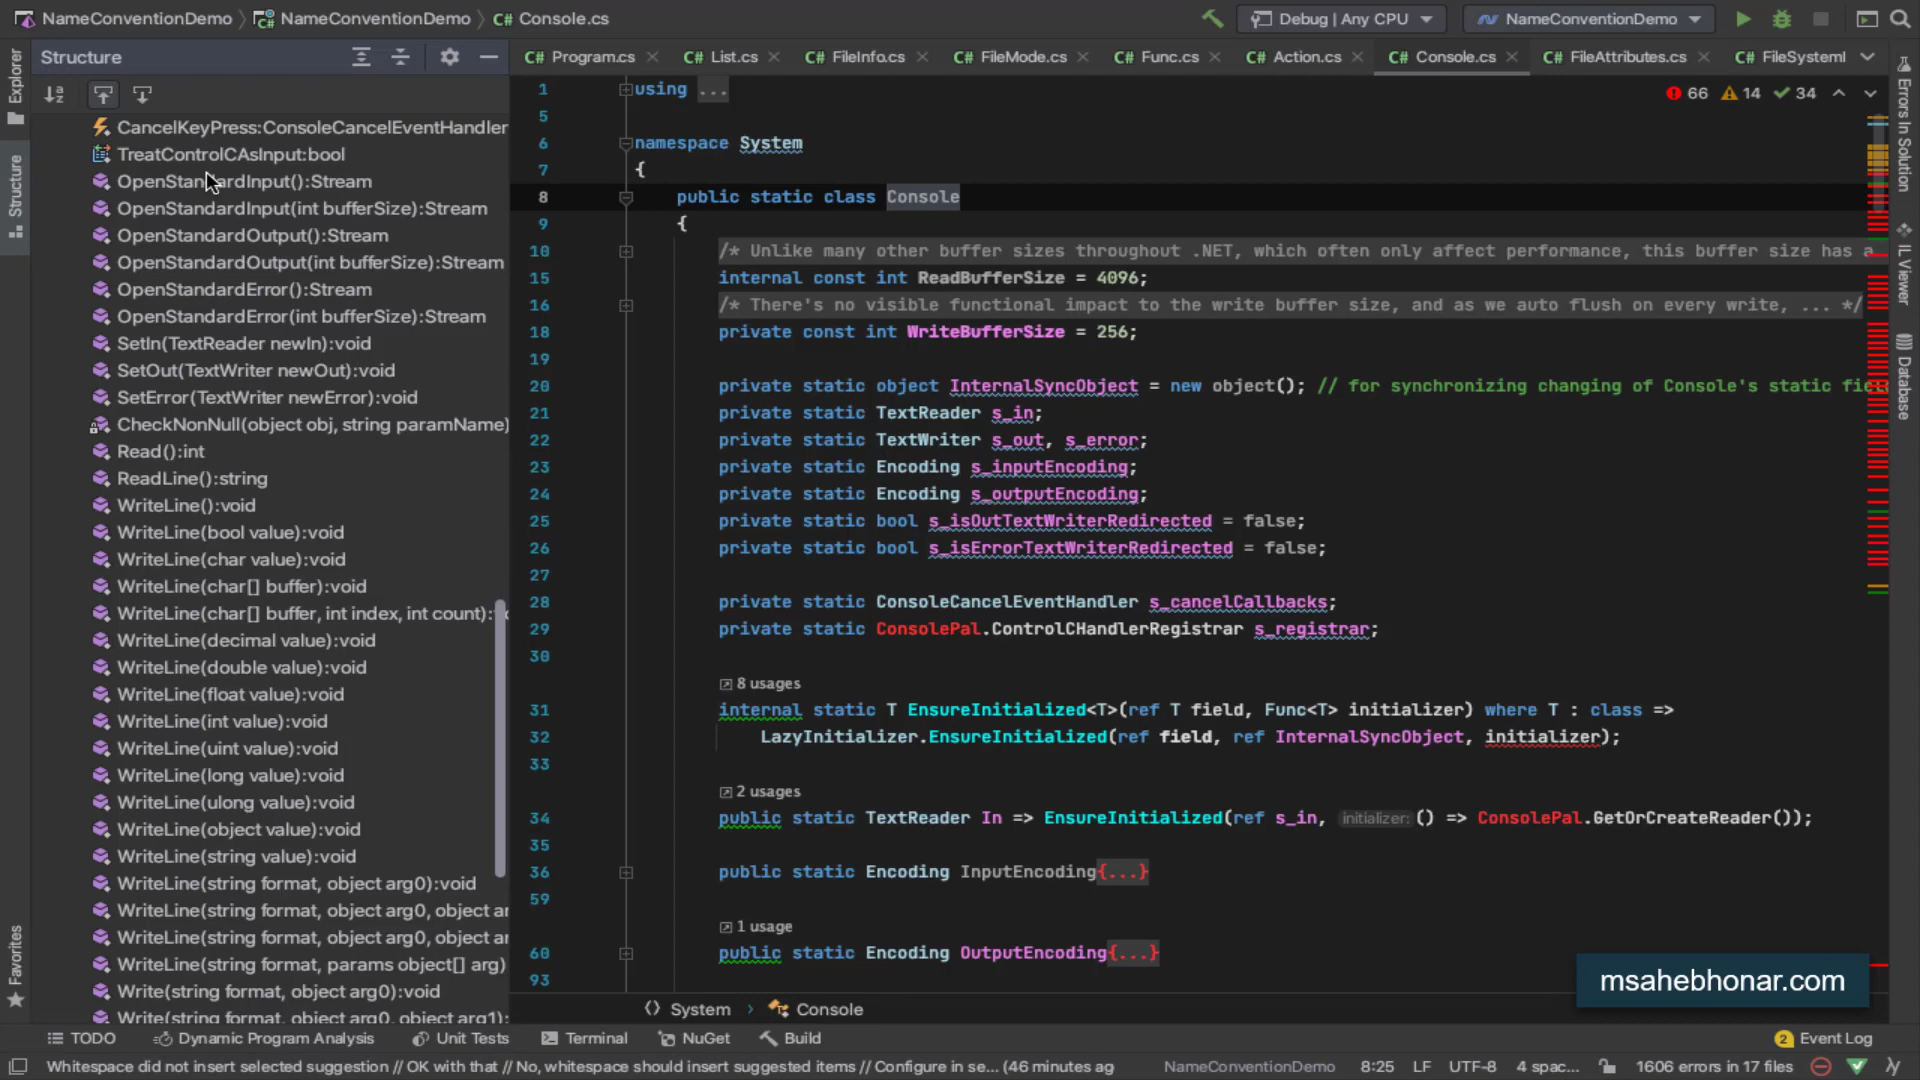 NameConventionDemo NameConventionDemo C# Console.cs Debug | Any CPU NameConventionDemo
Structure
C# Program.cs C# List.cs C# FileInfo.cs C# FileMode.cs C# Func.cs C# Action.cs C# Console.cs C# FileAttributes.cs C# FileSystemI
Explorer
Structure
Favorites
CancelKeyPress:ConsoleCancelEventHandler
TreatControlCAsInput:bool
OpenStandardInput():Stream
OpenStandardInput(int bufferSize):Stream
OpenStandardOutput():Stream
OpenStandardOutput(int bufferSize):Stream
OpenStandardError():Stream
OpenStandardError(int bufferSize):Stream
SetIn(TextReader newIn):void
SetOut(TextWriter newOut):void
SetError(TextWriter newError):void
CheckNonNull(object obj, string paramName)
Read():int
ReadLine():string
WriteLine():void
WriteLine(bool value):void
WriteLine(char value):void
WriteLine(char[] buffer):void
WriteLine(char[] buffer, int index, int count):
WriteLine(decimal value):void
WriteLine(double value):void
WriteLine(float value):void
WriteLine(int value):void
WriteLine(uint value):void
WriteLine(long value):void
WriteLine(ulong value):void
WriteLine(object value):void
WriteLine(string value):void
WriteLine(string format, object arg0):void
WriteLine(string format, object arg0, object ar
WriteLine(string format, object arg0, object ar
WriteLine(string format, params object[] arg)
Write(string format, object arg0):void
Write(string format, object arg0, object arg1):
66 14 34
1 using ...
5
6 namespace System
7 {
8 public static class Console
9 {
10 /* Unlike many other buffer sizes throughout .NET, which often only affect performance, this buffer size has a
15 internal const int ReadBufferSize = 4096;
16 /* There's no visible functional impact to the write buffer size, and as we auto flush on every write, ... */
18 private const int WriteBufferSize = 256;
19
20 private static object InternalSyncObject = new object(); // for synchronizing changing of Console's static fiel
21 private static TextReader s_in;
22 private static TextWriter s_out, s_error;
23 private static Encoding s_inputEncoding;
24 private static Encoding s_outputEncoding;
25 private static bool s_isOutTextWriterRedirected = false;
26 private static bool s_isErrorTextWriterRedirected = false;
27
28 private static ConsoleCancelEventHandler s_cancelCallbacks;
29 private static ConsolePal.ControlCHandlerRegistrar s_registrar;
30
8 usages
31 internal static T EnsureInitialized<T>(ref T field, Func<T> initializer) where T : class =>
32 LazyInitializer.EnsureInitialized(ref field, ref InternalSyncObject, initializer);
33
2 usages
34 public static TextReader In => EnsureInitialized(ref s_in, initializer: () => ConsolePal.GetOrCreateReader());
35
36 public static Encoding InputEncoding{...}
59
1 usage
60 public static Encoding OutputEncoding{...}
93
Errors In Solution
IL Viewer
Database
msahebhonar.com
System Console
TODO Dynamic Program Analysis Unit Tests Terminal NuGet Build 2 Event Log
Whitespace did not insert selected suggestion // OK with that // No, whitespace should insert suggested items // Configure in se... (46 minutes ag NameConventionDemo 8:25 LF UTF-8 4 spac... 1606 errors in 17 files